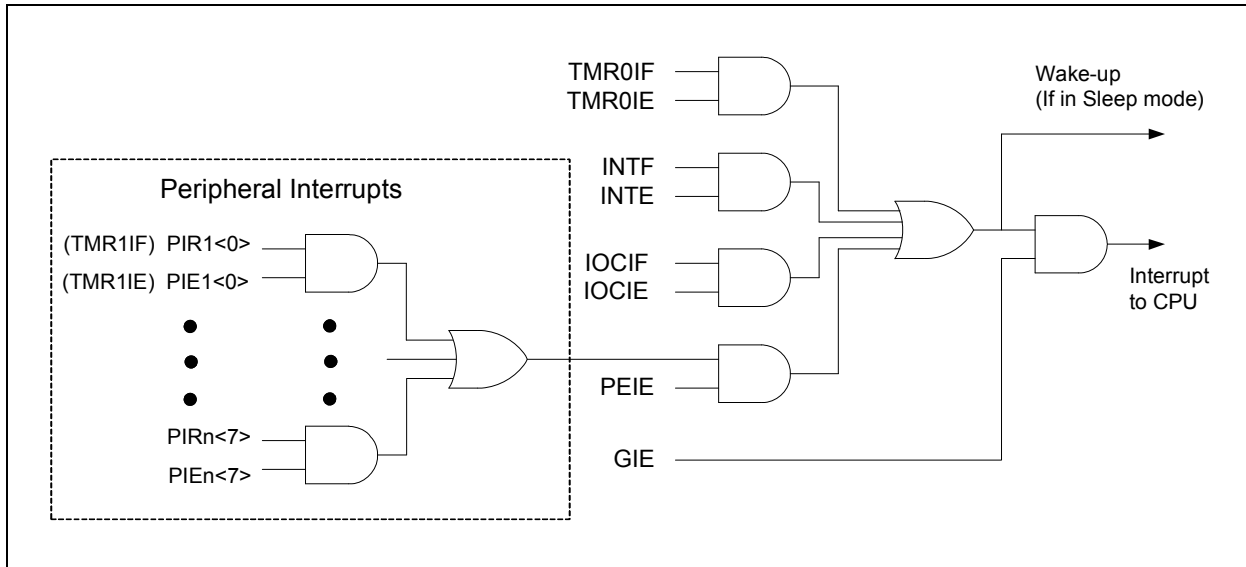 TMR0IF
TMR0IE
Wake-up
(If in Sleep mode)
INTF
INTE
Peripheral Interrupts
(TMR1IF) PIR1<0>
(TMR1IE) PIE1<0>
IOCIF
IOCIE
Interrupt
to CPU
PEIE
PIRn<7>
PIEn<7>
GIE